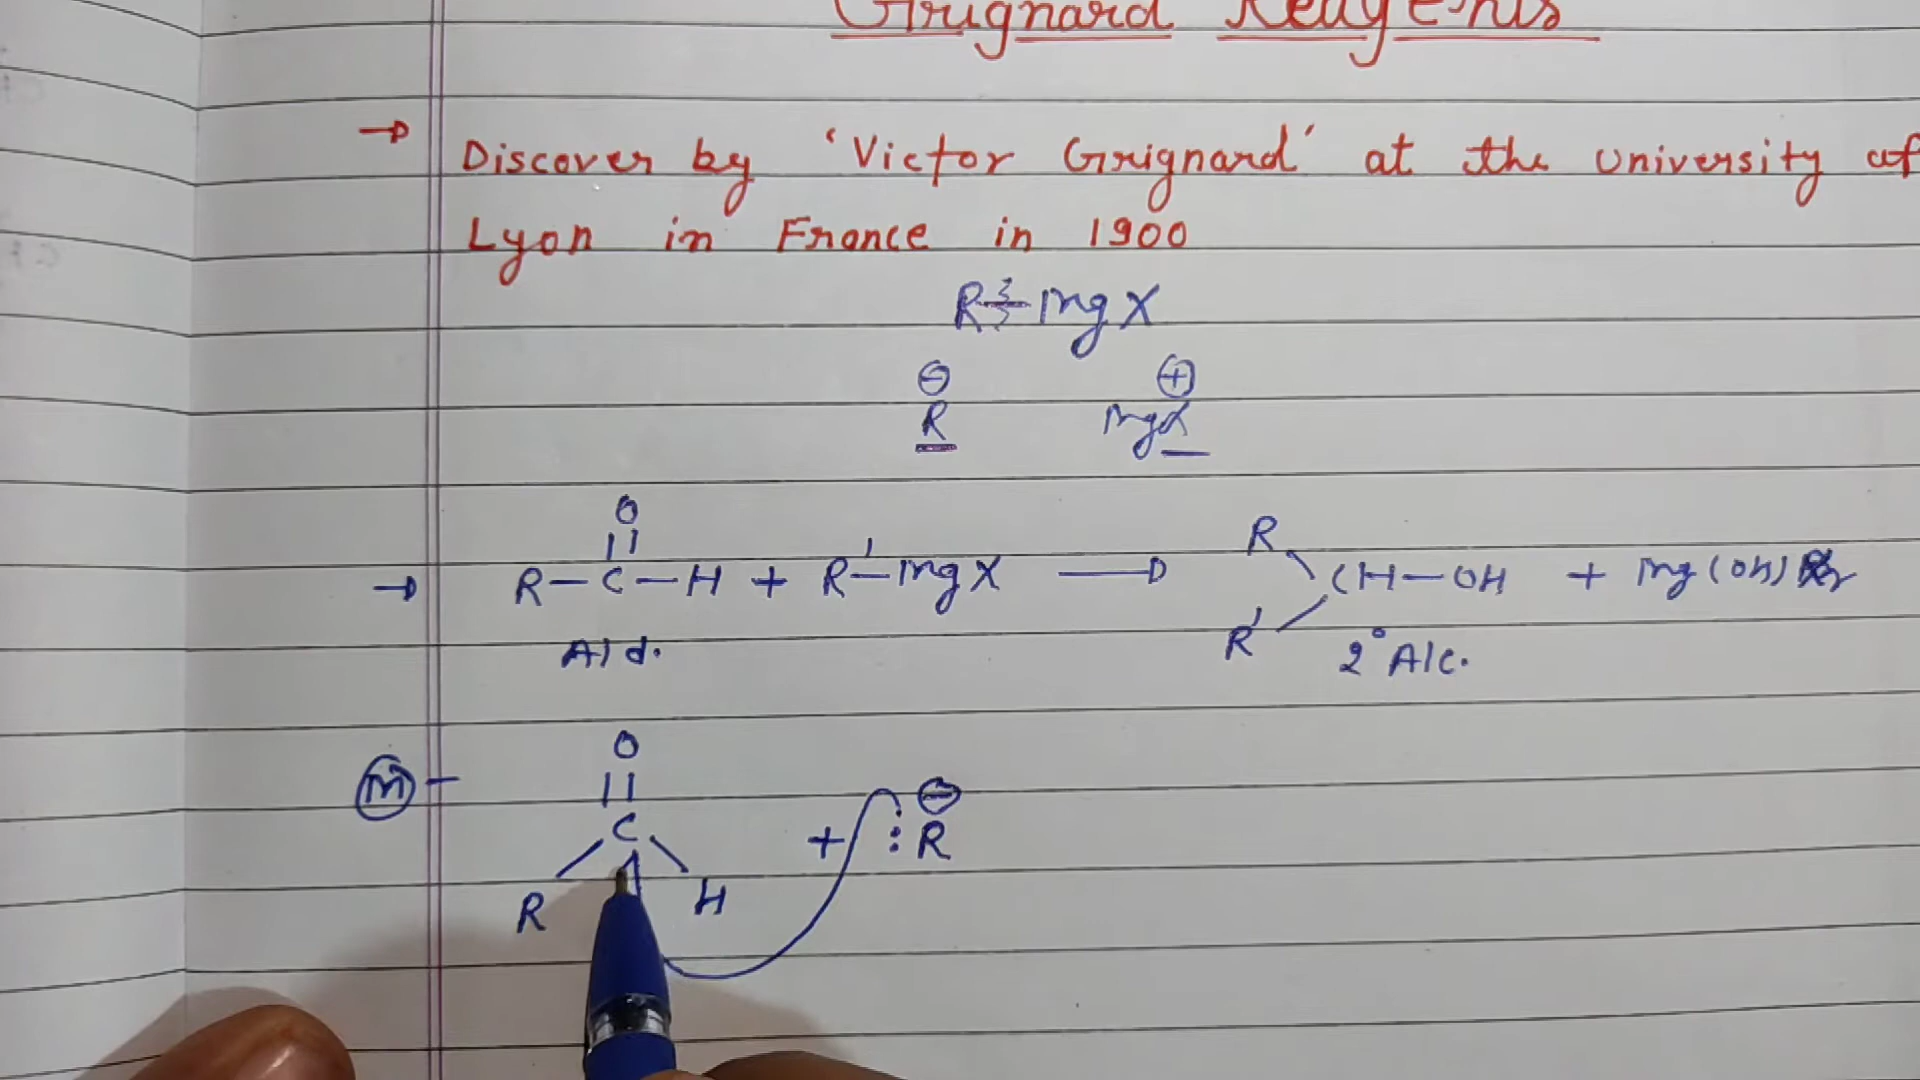 Grignard Reagents
→ Discover by 'Victor Grignard' at the University of
Lyon in France in 1900
R-MgX
⊖ ⊕
R MgX
O
||
→ R-C-H + R'-MgX ⟶ R CH-OH + Mg(OH)
Ald. R' 2° Alc.
(M)- O ⊖
||
C + :R
R H